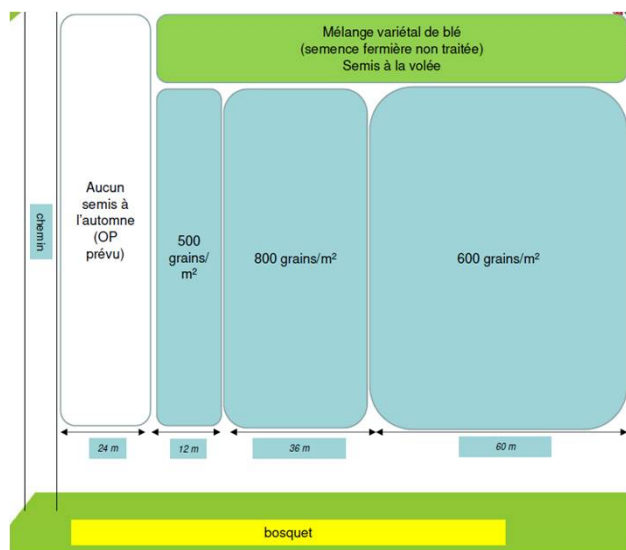 Mélange variétal de blé
(semence fermière non traitée)
Semis à la volée
chemin
Aucun
semis à
l'automne
(OP
prévu)
500
grains/
m²
800 grains/m²
600 grains/m²
24 m
12 m
36 m
60 m
bosquet